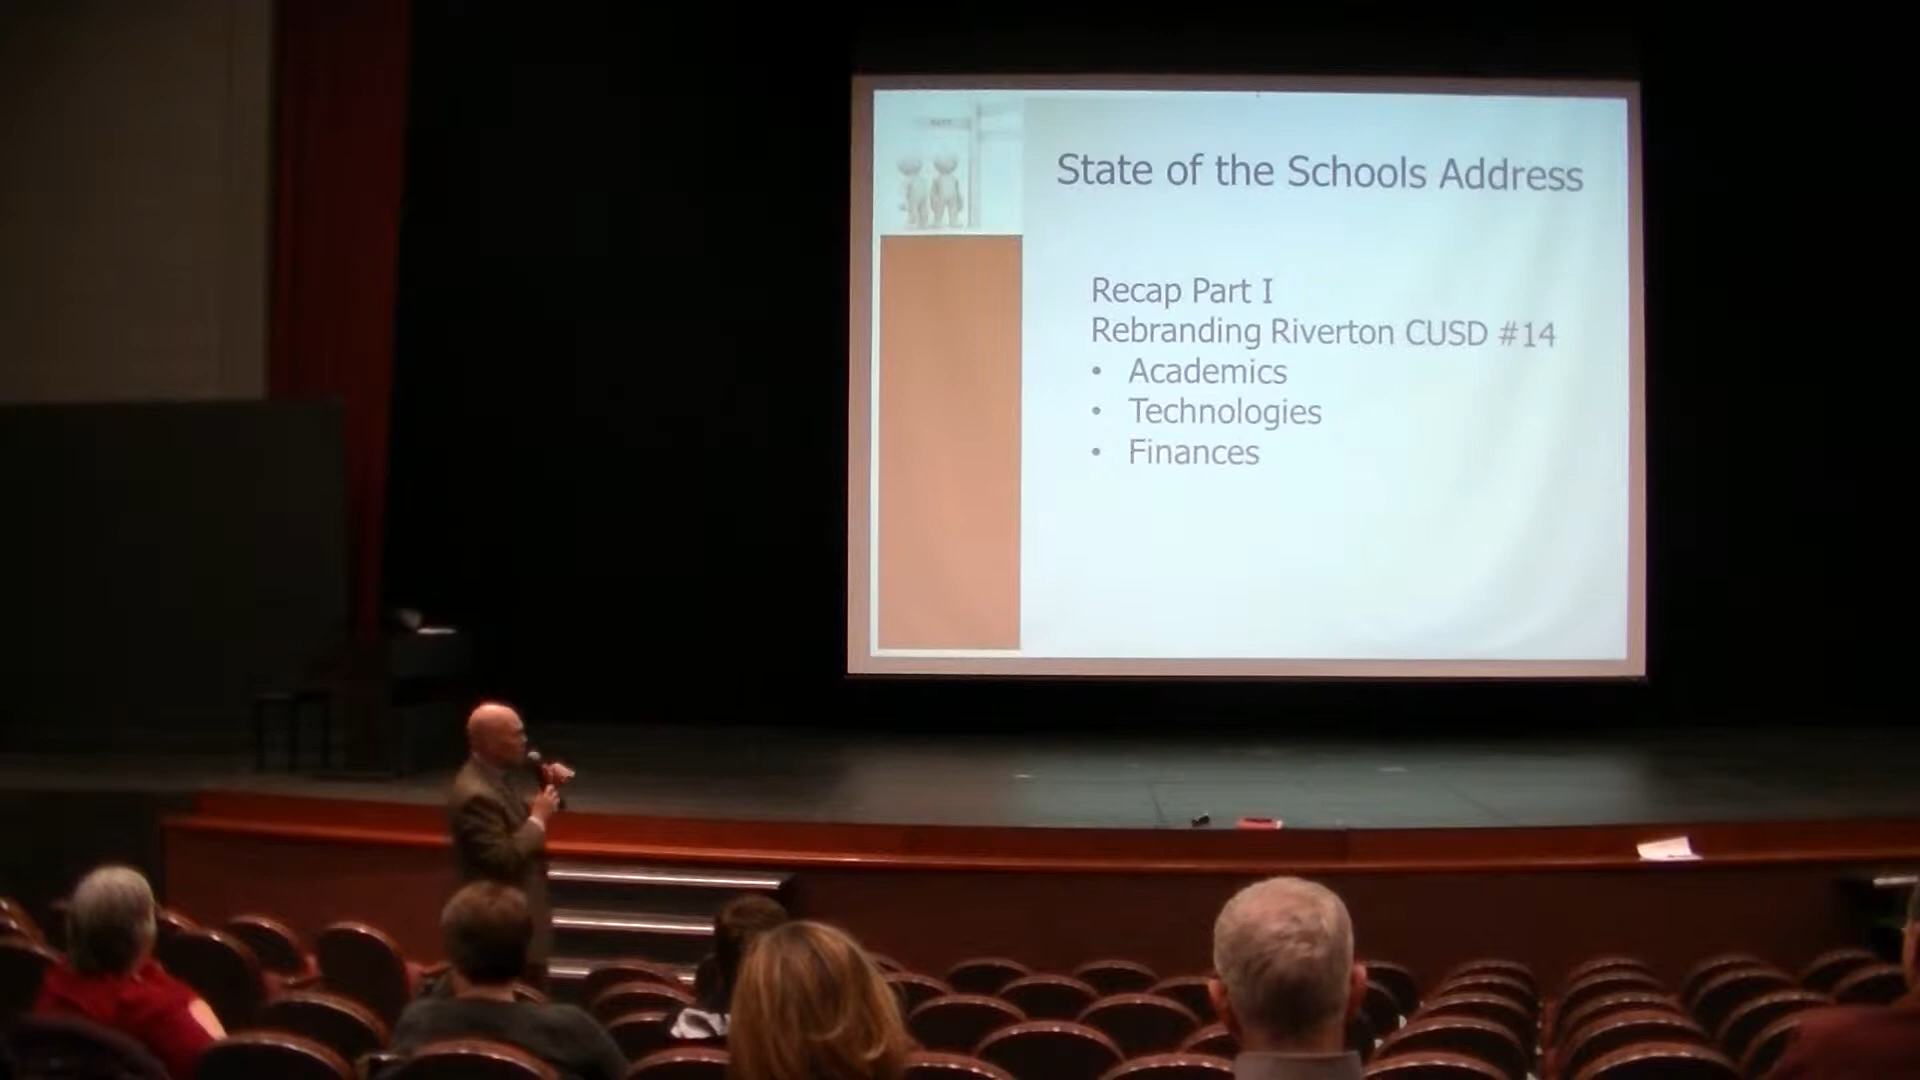 State of the Schools Address
Recap Part I
Rebranding Riverton CUSD #14
• Academics
• Technologies
• Finances